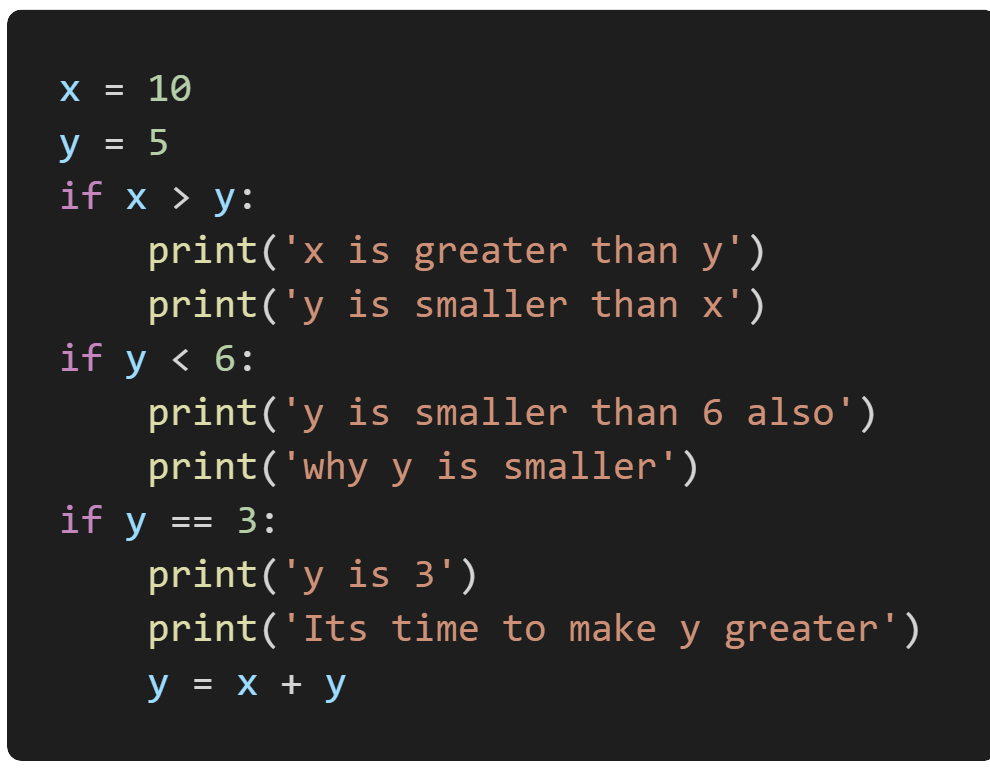 x = 10
y = 5
if x > y:
    print('x is greater than y')
    print('y is smaller than x')
if y < 6:
    print('y is smaller than 6 also')
    print('why y is smaller')
if y == 3:
    print('y is 3')
    print('Its time to make y greater')
    y = x + y